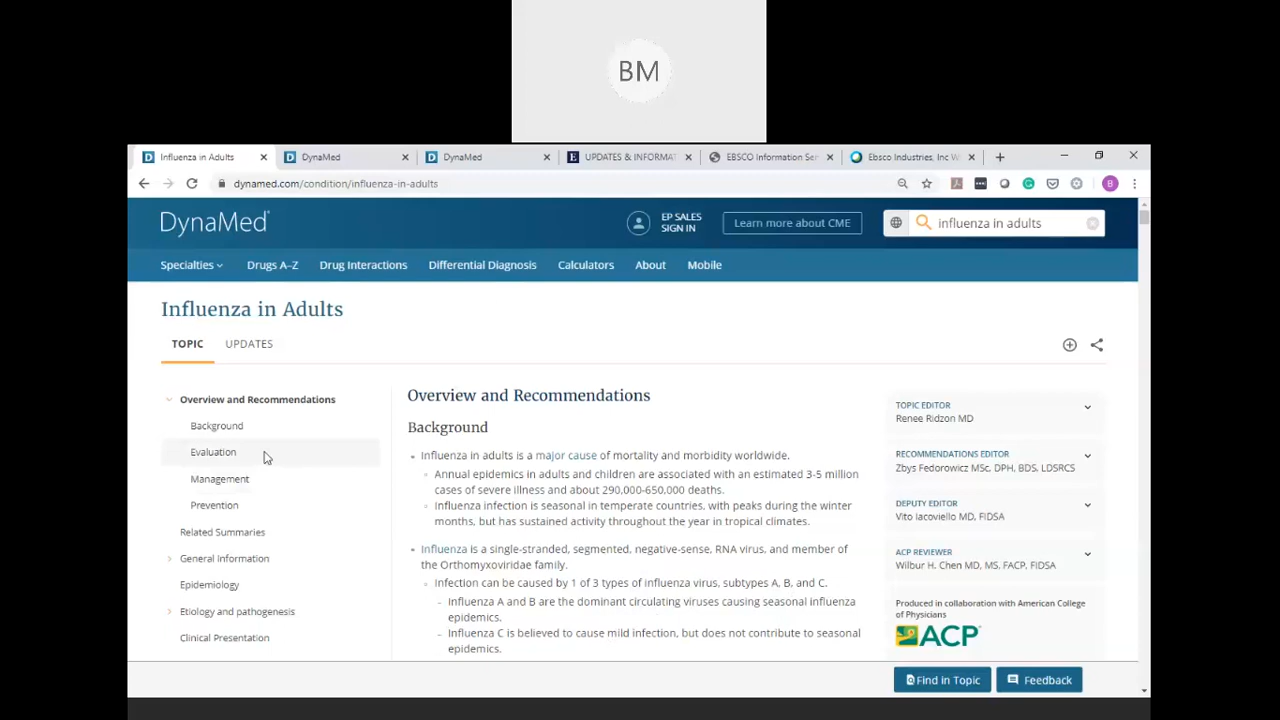 BM
Influenza in Adults
DynaMed
DynaMed
UPDATES & INFORMAT
EBSCO Information Ser
Ebsco Industries, Inc W
dynamed.com/condition/influenza-in-adults
B
DynaMed
EP SALES
SIGN IN
Learn more about CME
influenza in adults
Specialties
Drugs A–Z
Drug Interactions
Differential Diagnosis
Calculators
About
Mobile
Influenza in Adults
TOPIC
UPDATES
Overview and Recommendations
Background
Evaluation
Management
Prevention
Related Summaries
General Information
Epidemiology
Etiology and pathogenesis
Clinical Presentation
Overview and Recommendations
Background
Influenza in adults is a major cause of mortality and morbidity worldwide.
Annual epidemics in adults and children are associated with an estimated 3-5 million
cases of severe illness and about 290,000-650,000 deaths.
Influenza infection is seasonal in temperate countries, with peaks during the winter
months, but has sustained activity throughout the year in tropical climates.
Influenza is a single-stranded, segmented, negative-sense, RNA virus, and member of
the Orthomyxoviridae family.
Infection can be caused by 1 of 3 types of influenza virus, subtypes A, B, and C.
- Influenza A and B are the dominant circulating viruses causing seasonal influenza
epidemics.
- Influenza C is believed to cause mild infection, but does not contribute to seasonal
epidemics.
TOPIC EDITOR
Renee Ridzon MD
RECOMMENDATIONS EDITOR
Zbys Fedorowicz MSc, DPH, BDS, LDSRCS
DEPUTY EDITOR
Vito Iacoviello MD, FIDSA
ACP REVIEWER
Wilbur H. Chen MD, MS, FACP, FIDSA
Produced in collaboration with American College
of Physicians
ACP
Find in Topic
Feedback